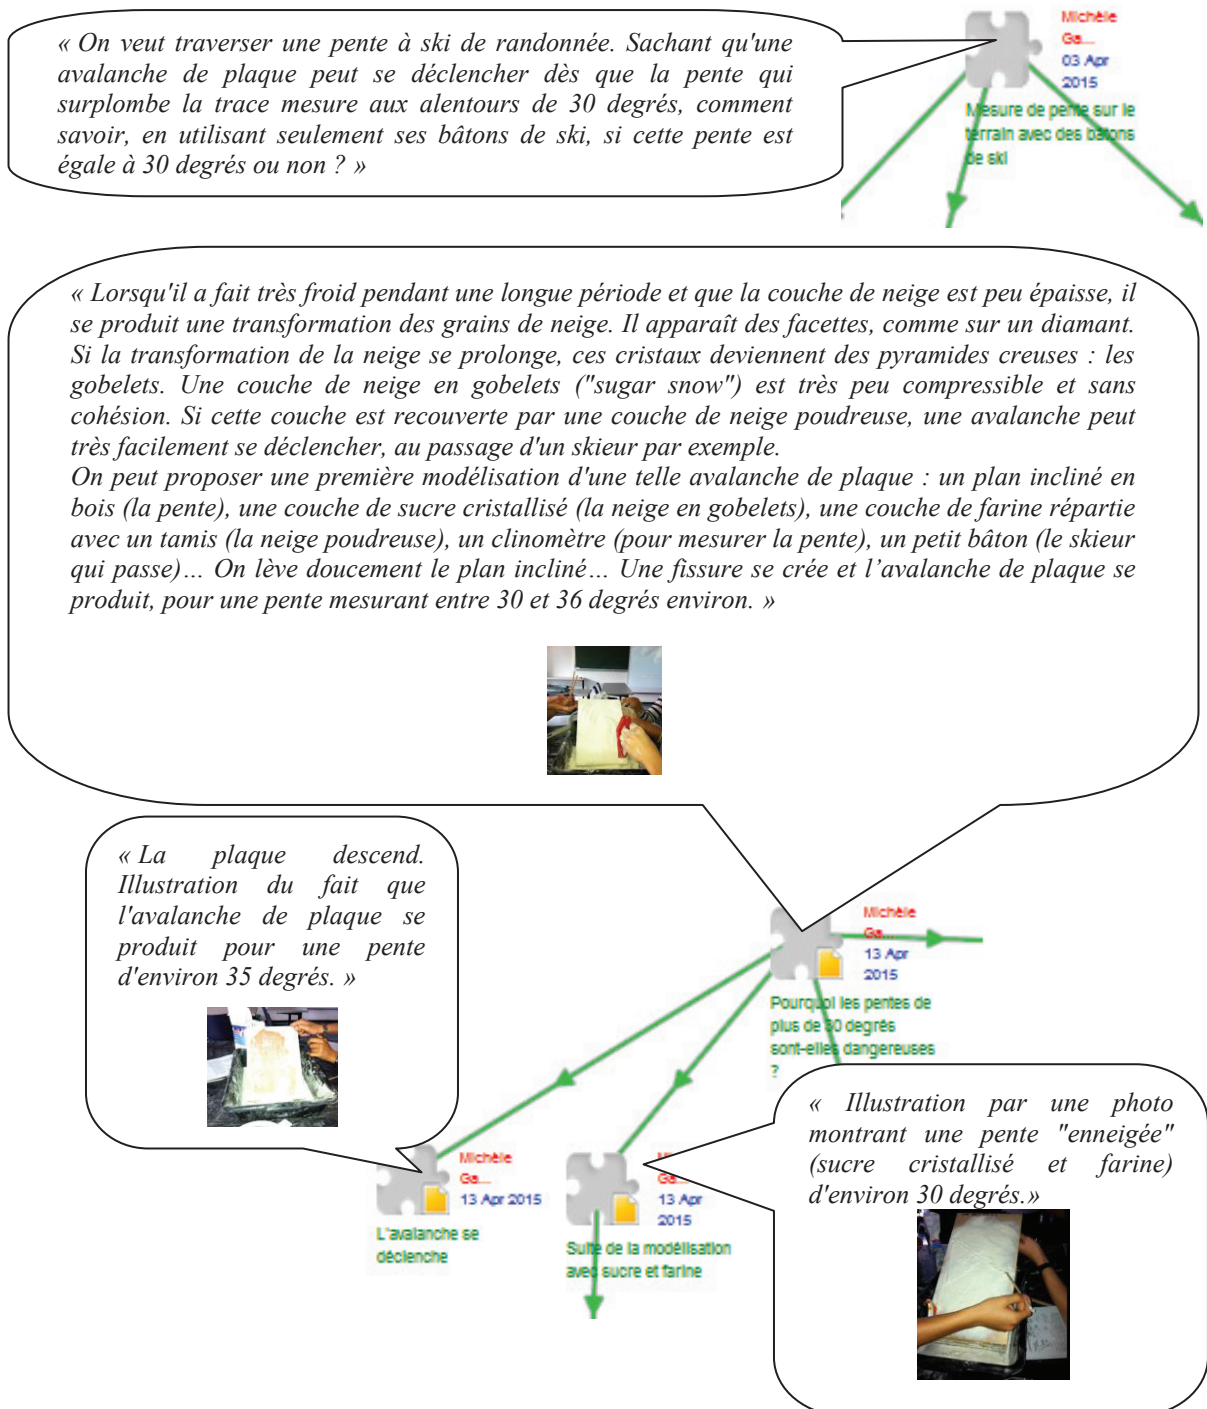 « On veut traverser une pente à ski de randonnée. Sachant qu'une
avalanche de plaque peut se déclencher dès que la pente qui
surplombe la trace mesure aux alentours de 30 degrés, comment
savoir, en utilisant seulement ses bâtons de ski, si cette pente est
égale à 30 degrés ou non ? »
Michèle
Ga...
03 Apr
2015
Mesure de pente sur le
terrain avec des bâtons
de ski
« Lorsqu'il a fait très froid pendant une longue période et que la couche de neige est peu épaisse, il
se produit une transformation des grains de neige. Il apparaît des facettes, comme sur un diamant.
Si la transformation de la neige se prolonge, ces cristaux deviennent des pyramides creuses : les
gobelets. Une couche de neige en gobelets ("sugar snow") est très peu compressible et sans
cohésion. Si cette couche est recouverte par une couche de neige poudreuse, une avalanche peut
très facilement se déclencher, au passage d'un skieur par exemple.
On peut proposer une première modélisation d'une telle avalanche de plaque : un plan incliné en
bois (la pente), une couche de sucre cristallisé (la neige en gobelets), une couche de farine répartie
avec un tamis (la neige poudreuse), un clinomètre (pour mesurer la pente), un petit bâton (le skieur
qui passe)… On lève doucement le plan incliné… Une fissure se crée et l'avalanche de plaque se
produit, pour une pente mesurant entre 30 et 36 degrés environ. »
« La plaque descend.
Illustration du fait que
l'avalanche de plaque se
produit pour une pente
d'environ 35 degrés. »
Michèle
Ga...
13 Apr
2015
Pourquoi les pentes de
plus de 30 degrés
sont-elles dangereuses
?
« Illustration par une photo
montrant une pente "enneigée"
(sucre cristallisé et farine)
d'environ 30 degrés.»
Michèle
Ga...
13 Apr 2015
L'avalanche se
déclenche
Ga...
13 Apr
2015
Suite de la modélisation
avec sucre et farine